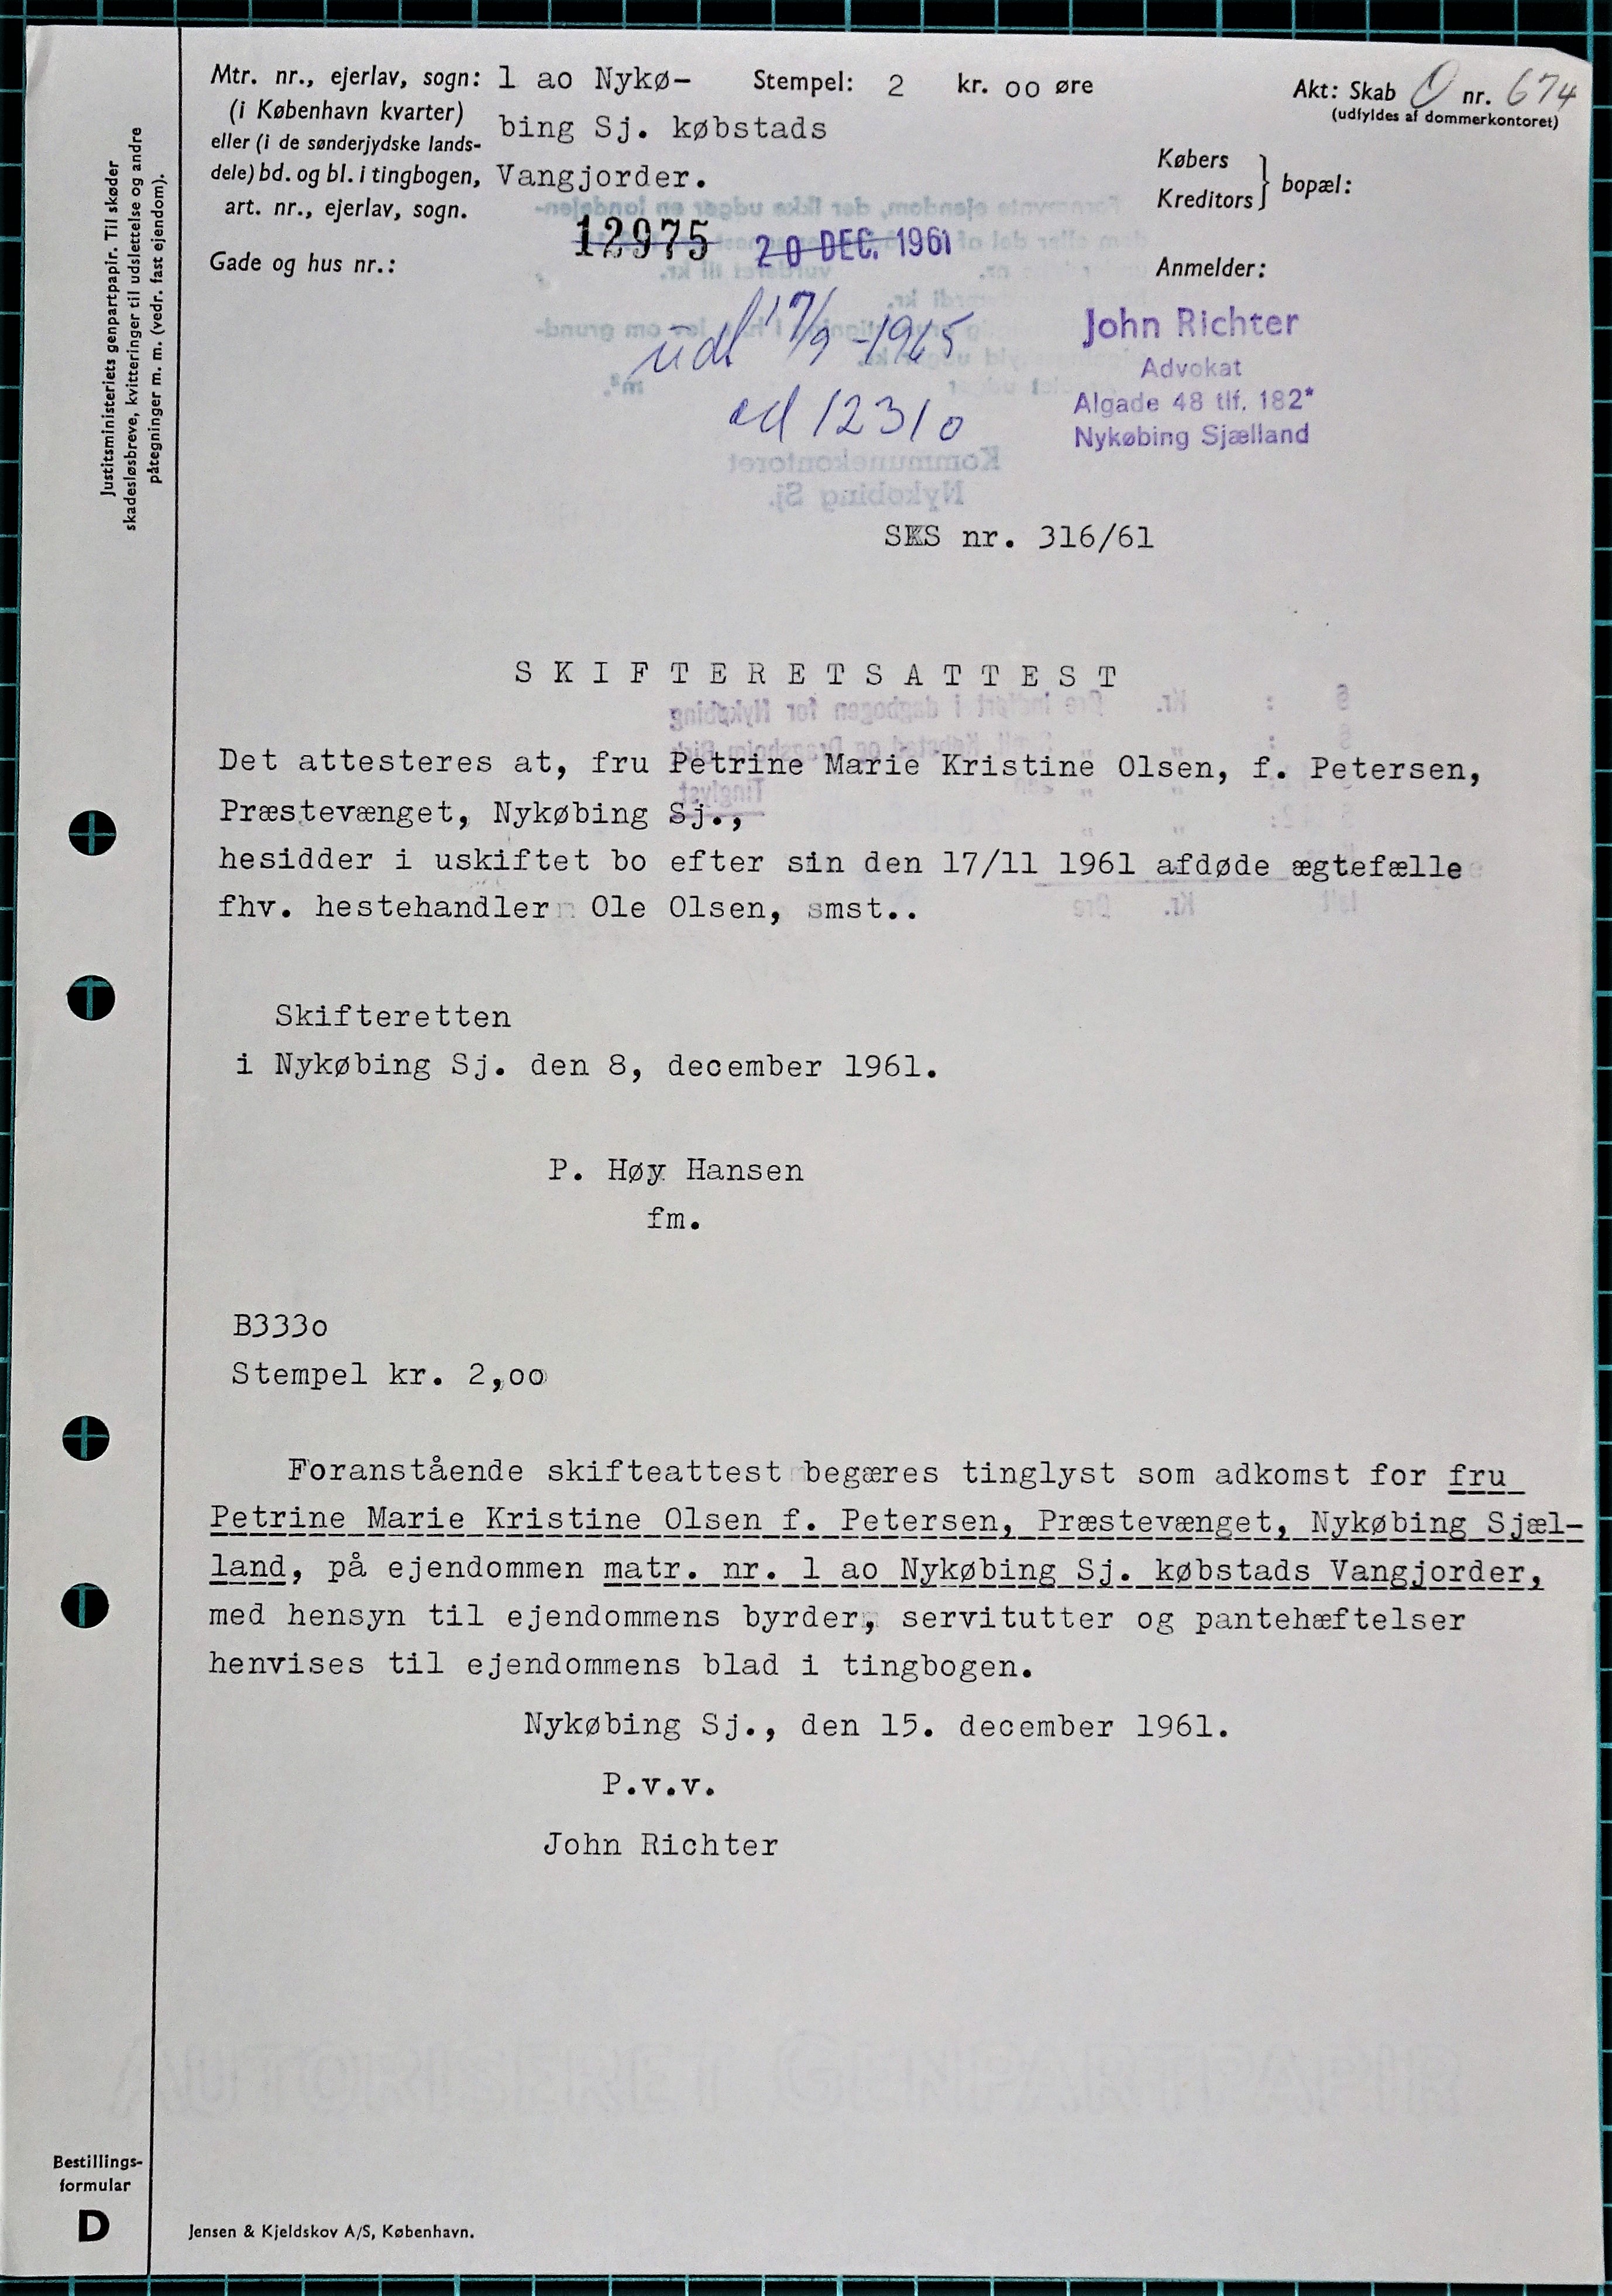 Mtr. nr., ejerlav, sogn: 1 ao Nykø- Stempel: 2 kr. oo øre Akt: Skab O nr. 674
(i København kvarter) bing Sj. købstads (udfyldes af dommerkontoret)
eller (i de sønderjydske lands-
dele) bd. og bl. i tingbogen, Vangjorder.
art. nr., ejerlav, sogn.
Købers
Kreditors } bopæl:
12975 20 DEC. 1961
Gade og hus nr.: Anmelder:
udl 17/9 -1965
ad 12310
John Richter
Advokat
Algade 48 tlf. 182*
Nykøbing Sjælland
Justitsministeriets genpartpapir. Til skøder
skadesløsbreve, kvitteringer til udslettelse og andre
påtegninger m. m. (vedr. fast ejendom).
Kommunekontoret
Nykøbing Sj.
SKS nr. 316/61
SKIFTERETSATTEST
Det attesteres at, fru Petrine Marie Kristine Olsen, f. Petersen,
Præstevænget, Nykøbing Sj.,
hesidder i uskiftet bo efter sin den 17/11 1961 afdøde ægtefælle
fhv. hestehandler Ole Olsen, smst..
Skifteretten
i Nykøbing Sj. den 8, december 1961.
P. Høy Hansen
fm.
B333o
Stempel kr. 2,oo
Foranstående skifteattest begæres tinglyst som adkomst for fru
Petrine Marie Kristine Olsen f. Petersen, Præstevænget, Nykøbing Sjæl-
land, på ejendommen matr. nr. 1 ao Nykøbing Sj. købstads Vangjorder,
med hensyn til ejendommens byrder, servitutter og pantehæftelser
henvises til ejendommens blad i tingbogen.
Nykøbing Sj., den 15. december 1961.
P.v.v.
John Richter
AUTORISERET GENPARTPAPIR
Bestillings-
formular
D
Jensen & Kjeldskov A/S, København.